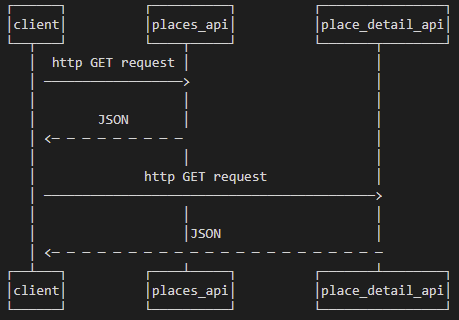 client places_api place_detail_api
http GET request
JSON
http GET request
JSON
client places_api place_detail_api